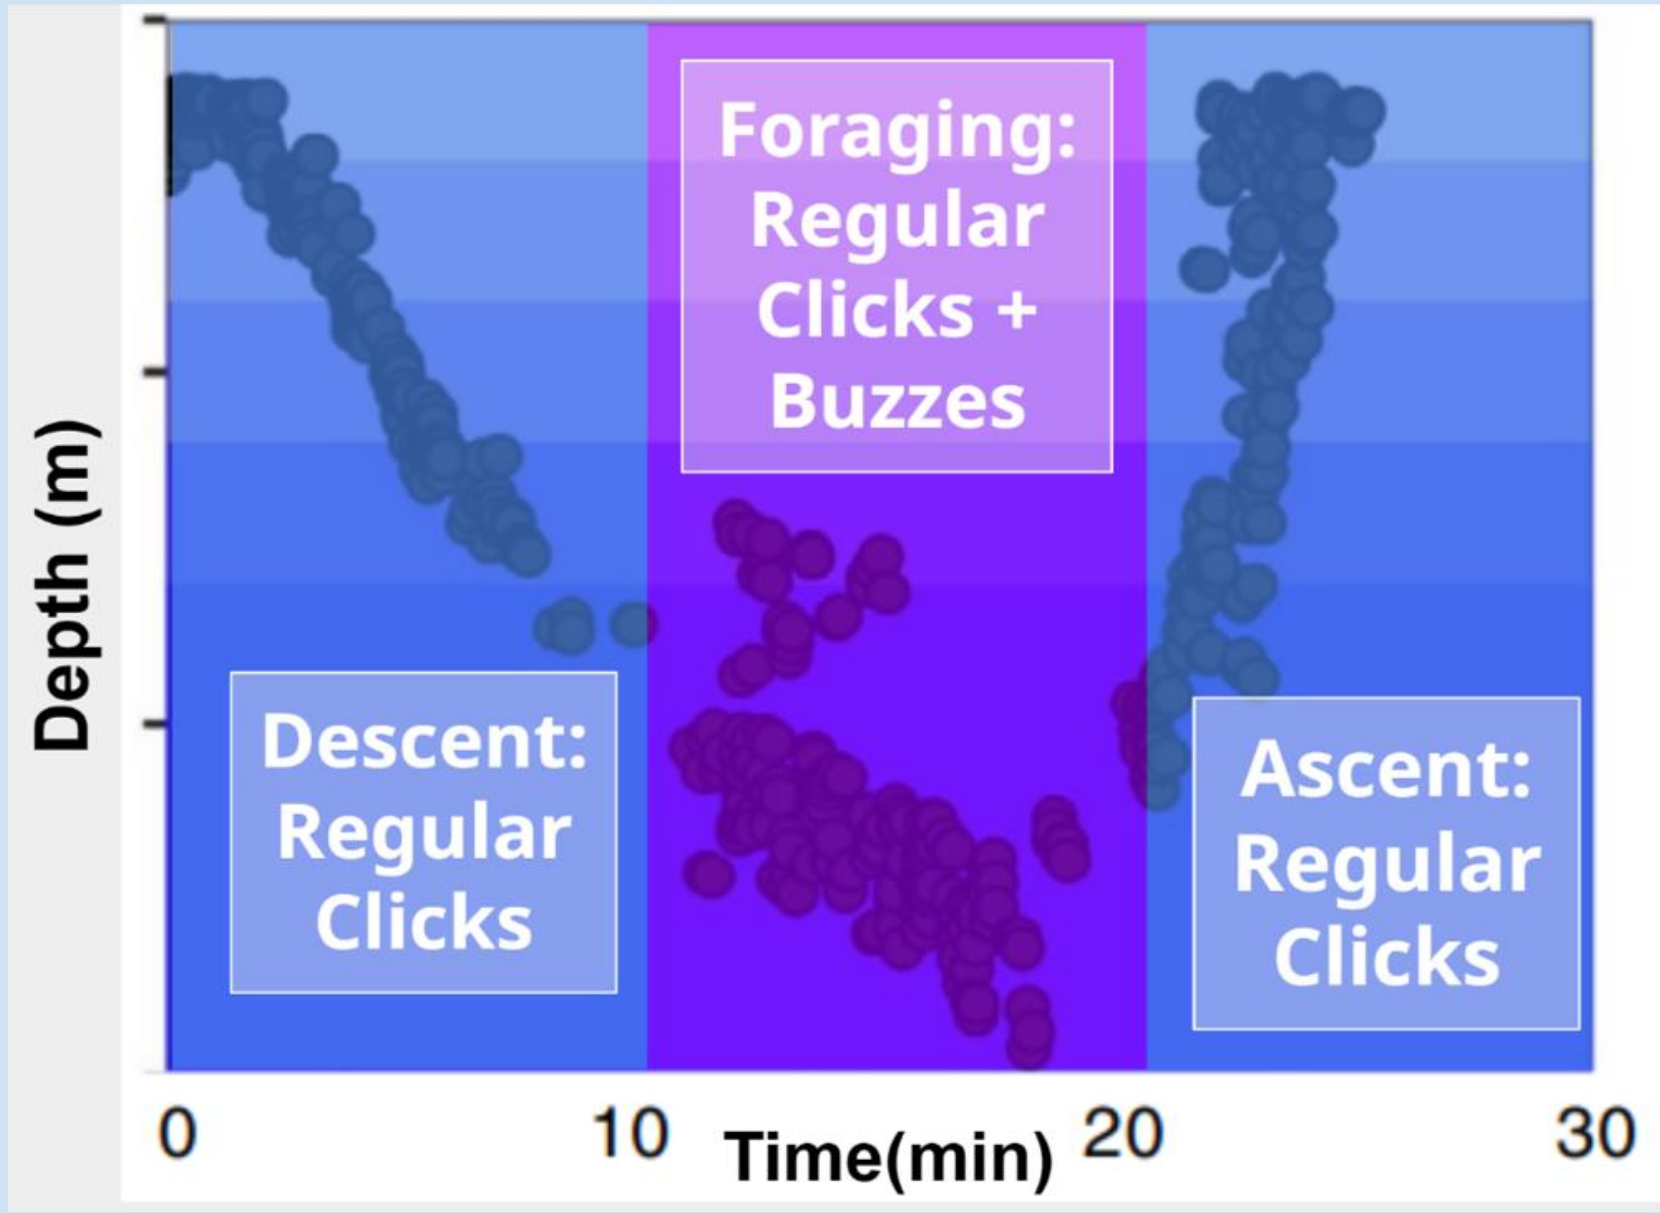 Foraging:
Regular
Clicks +
Buzzes
Descent:
Regular
Clicks
Ascent:
Regular
Clicks
Depth (m)
0
10
20
30
Time(min)